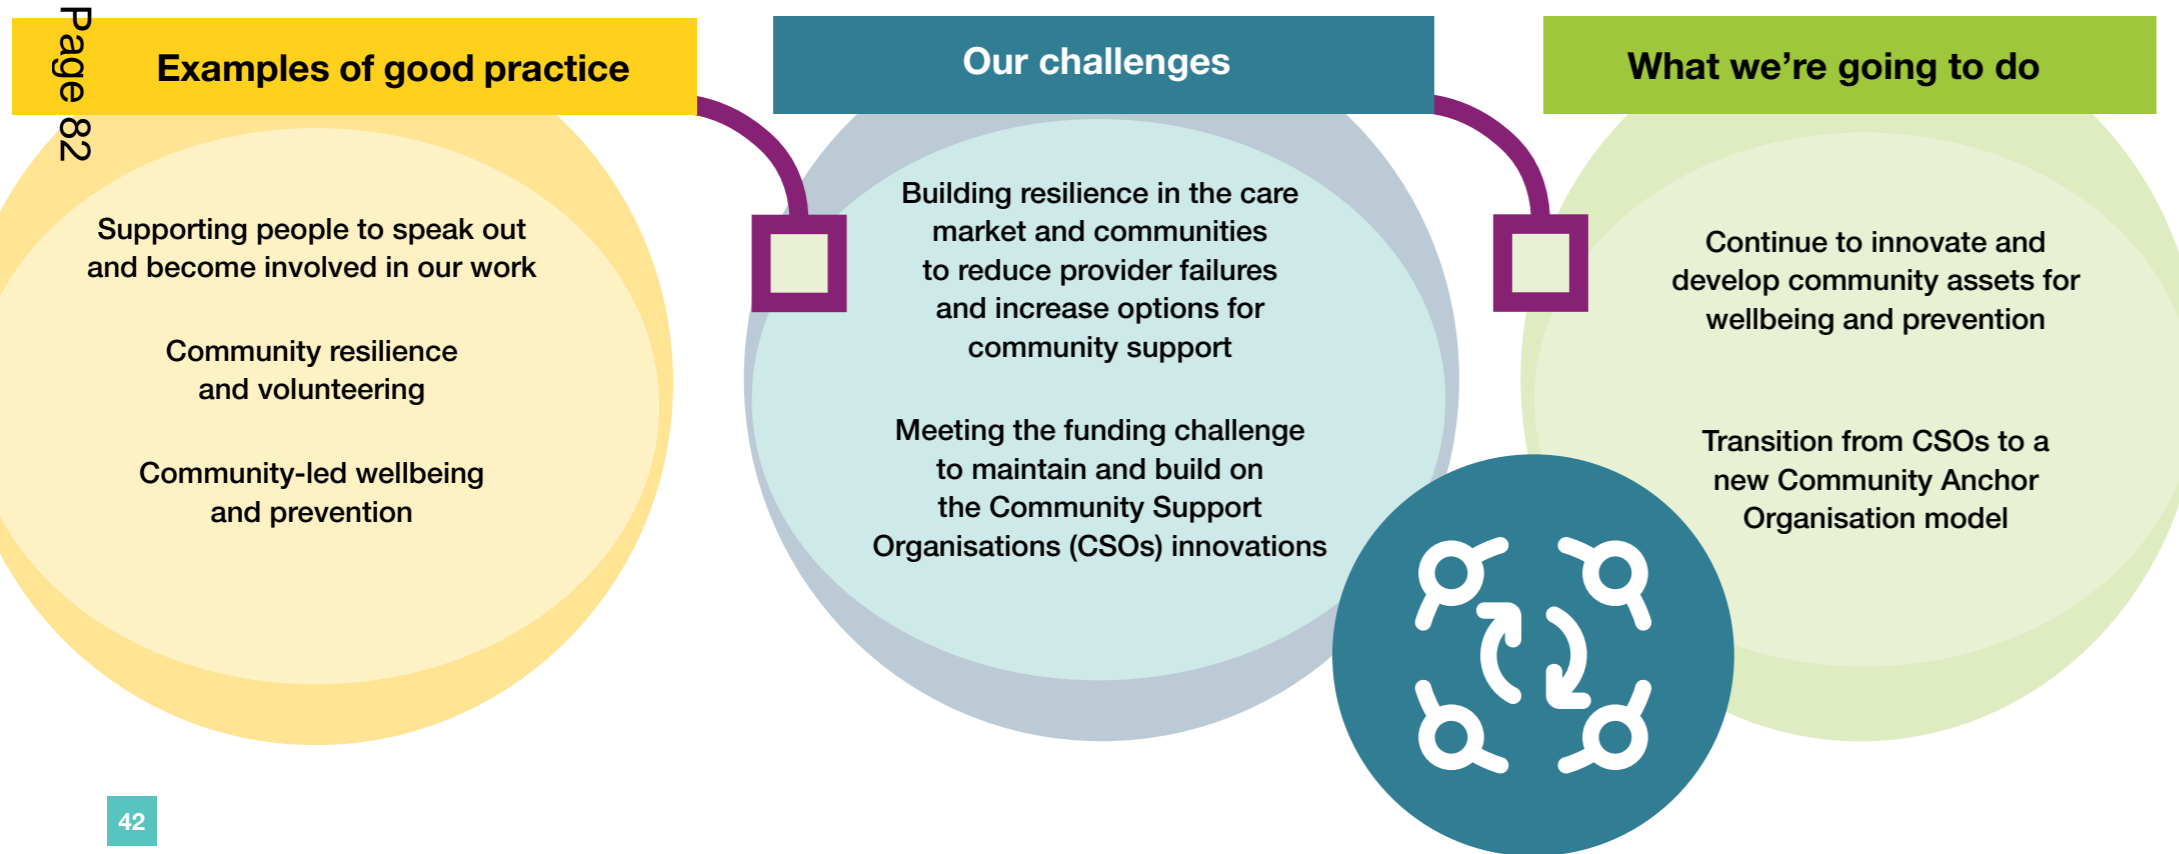 Page 82
Examples of good practice
Supporting people to speak out
and become involved in our work
Community resilience
and volunteering
Community-led wellbeing
and prevention
Our challenges
Building resilience in the care
market and communities
to reduce provider failures
and increase options for
community support
Meeting the funding challenge
to maintain and build on
the Community Support
Organisations (CSOs) innovations
What we're going to do
Continue to innovate and
develop community assets for
wellbeing and prevention
Transition from CSOs to a
new Community Anchor
Organisation model
42